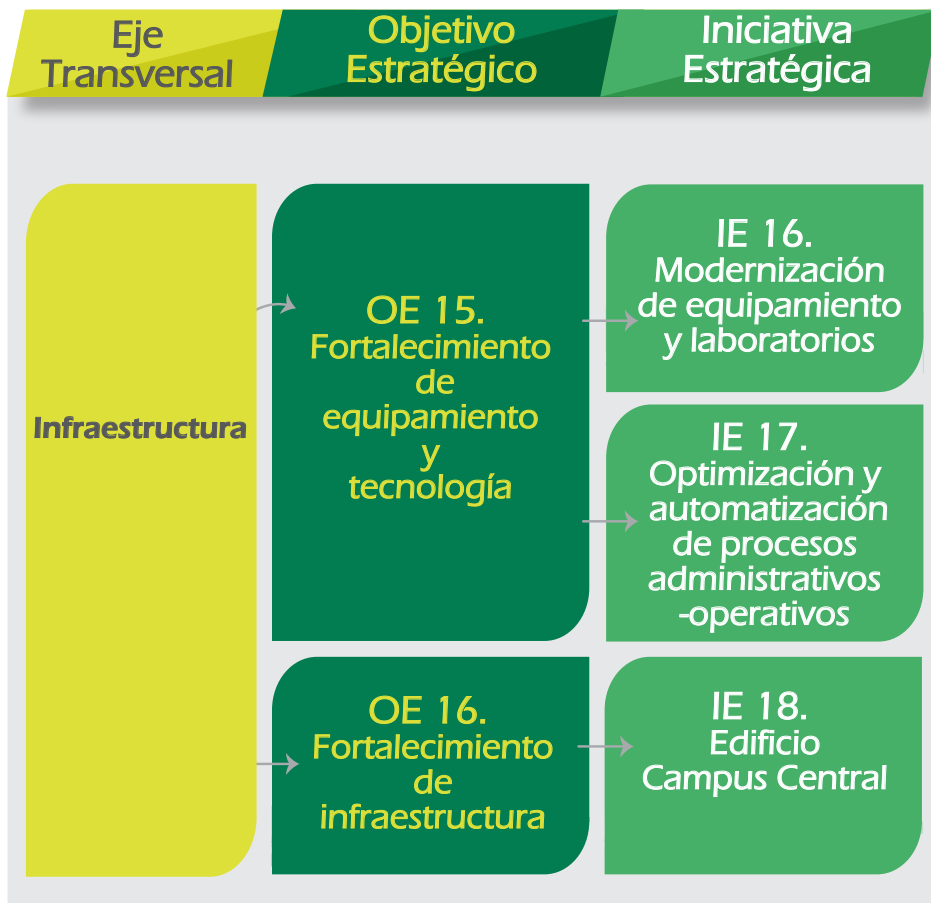 Eje
Transversal
Objetivo
Estratégico
Iniciativa
Estratégica
Infraestructura
OE 15.
Fortalecimiento
de
equipamiento
y
tecnología
IE 16.
Modernización
de equipamiento
y laboratorios
IE 17.
Optimización y
automatización
de procesos
administrativos
-operativos
OE 16.
Fortalecimiento
de
infraestructura
IE 18.
Edificio
Campus Central